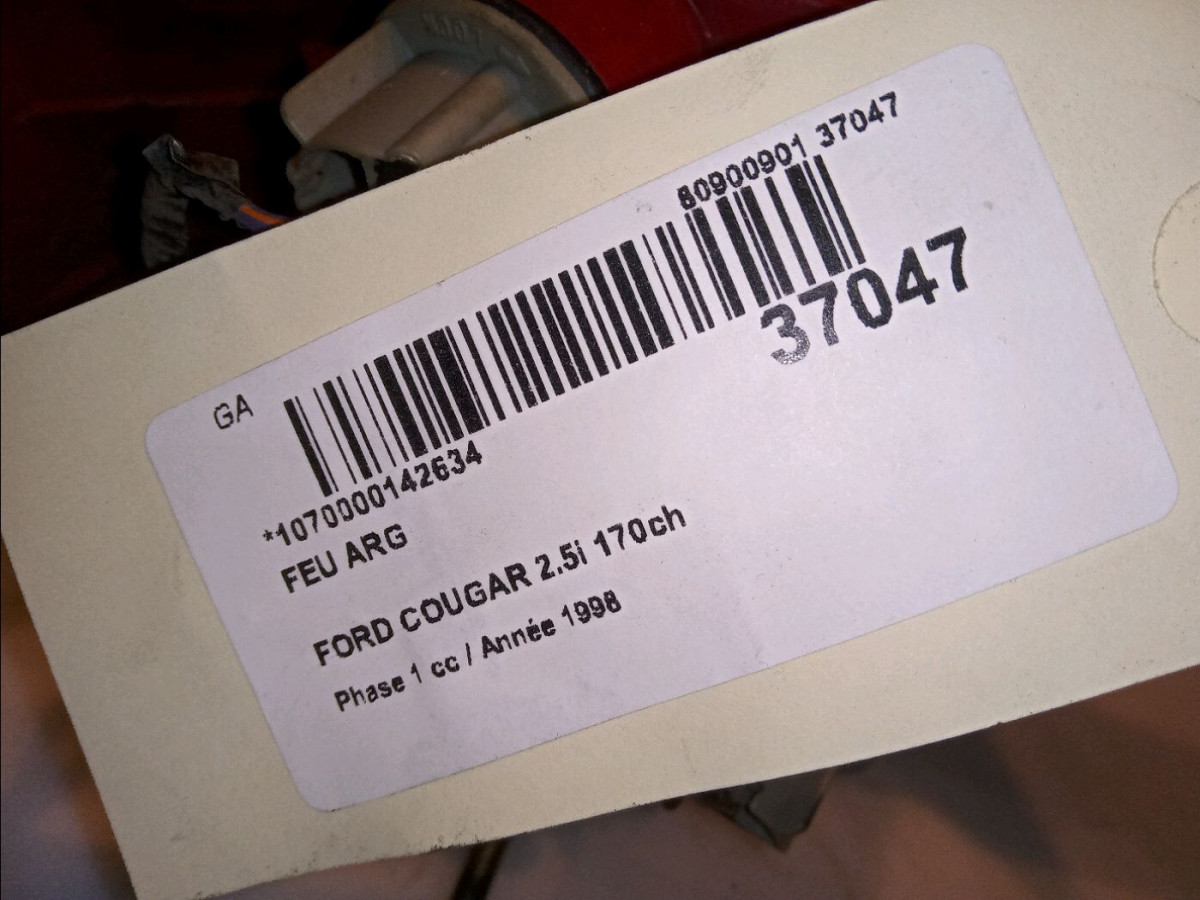 80900901 37047
37047
GA
*1070000142634
FEU ARG
FORD COUGAR 2.5i 170ch
Phase 1 cc / Année 1998